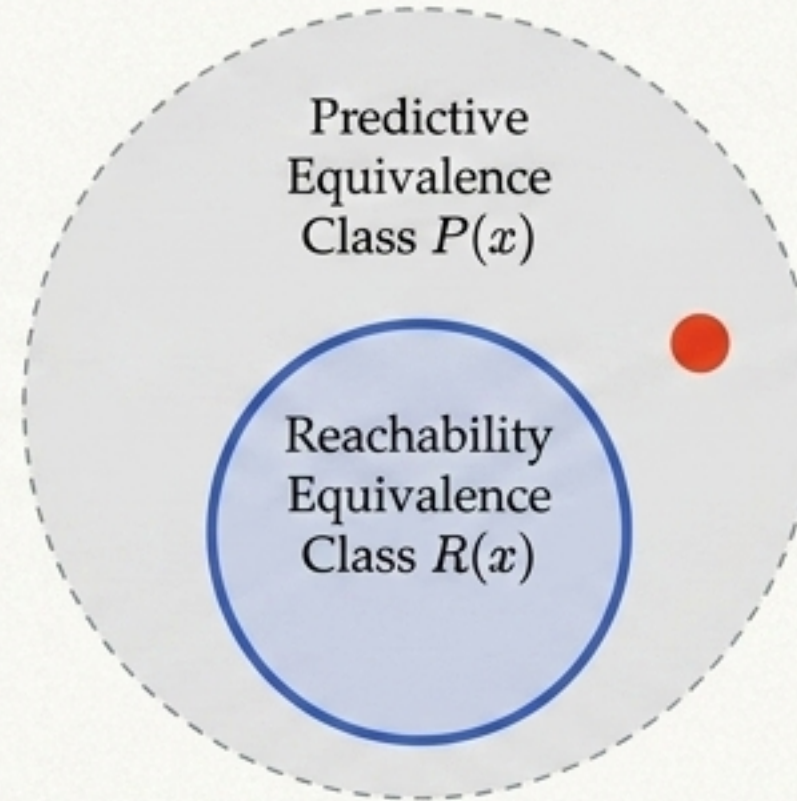 Predictive
Equivalence
Class P(x)
Reachability
Equivalence
Class R(x)